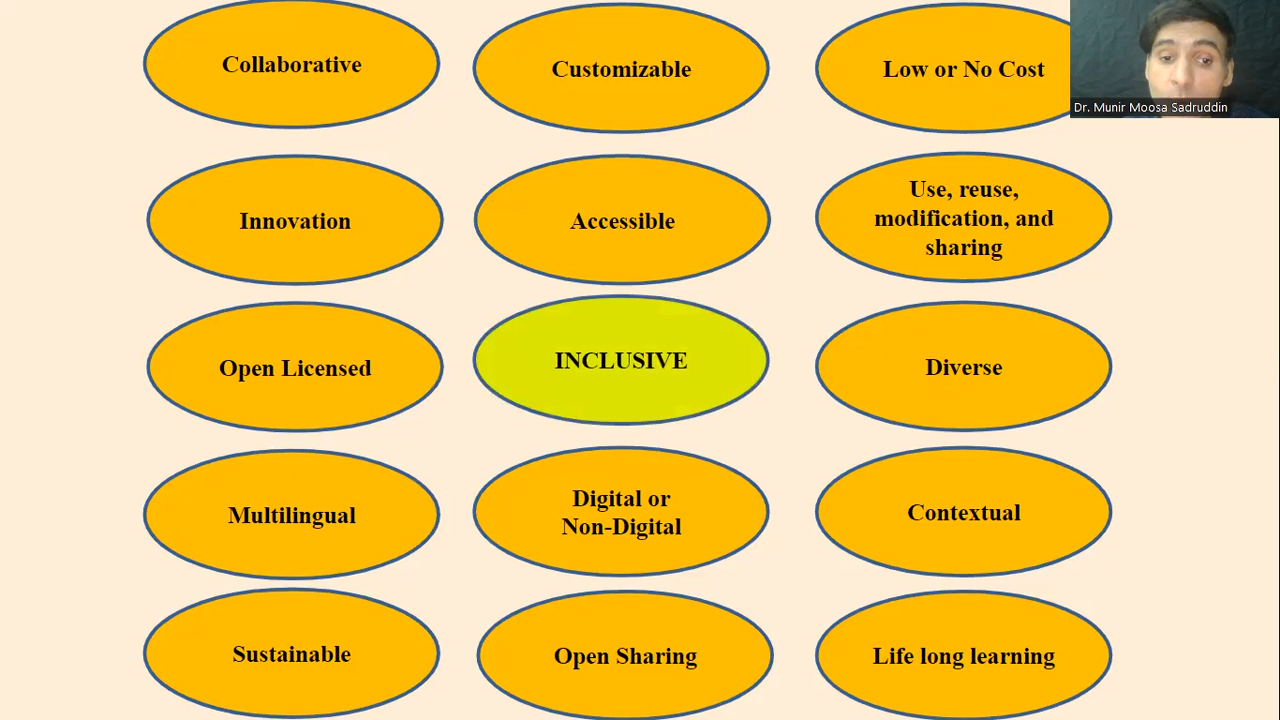 Collaborative
Customizable
Low or No Cost
Dr. Munir Moosa Sadruddin
Innovation
Accessible
Use, reuse,
modification, and
sharing
Open Licensed
INCLUSIVE
Diverse
Multilingual
Digital or
Non-Digital
Contextual
Sustainable
Open Sharing
Life long learning